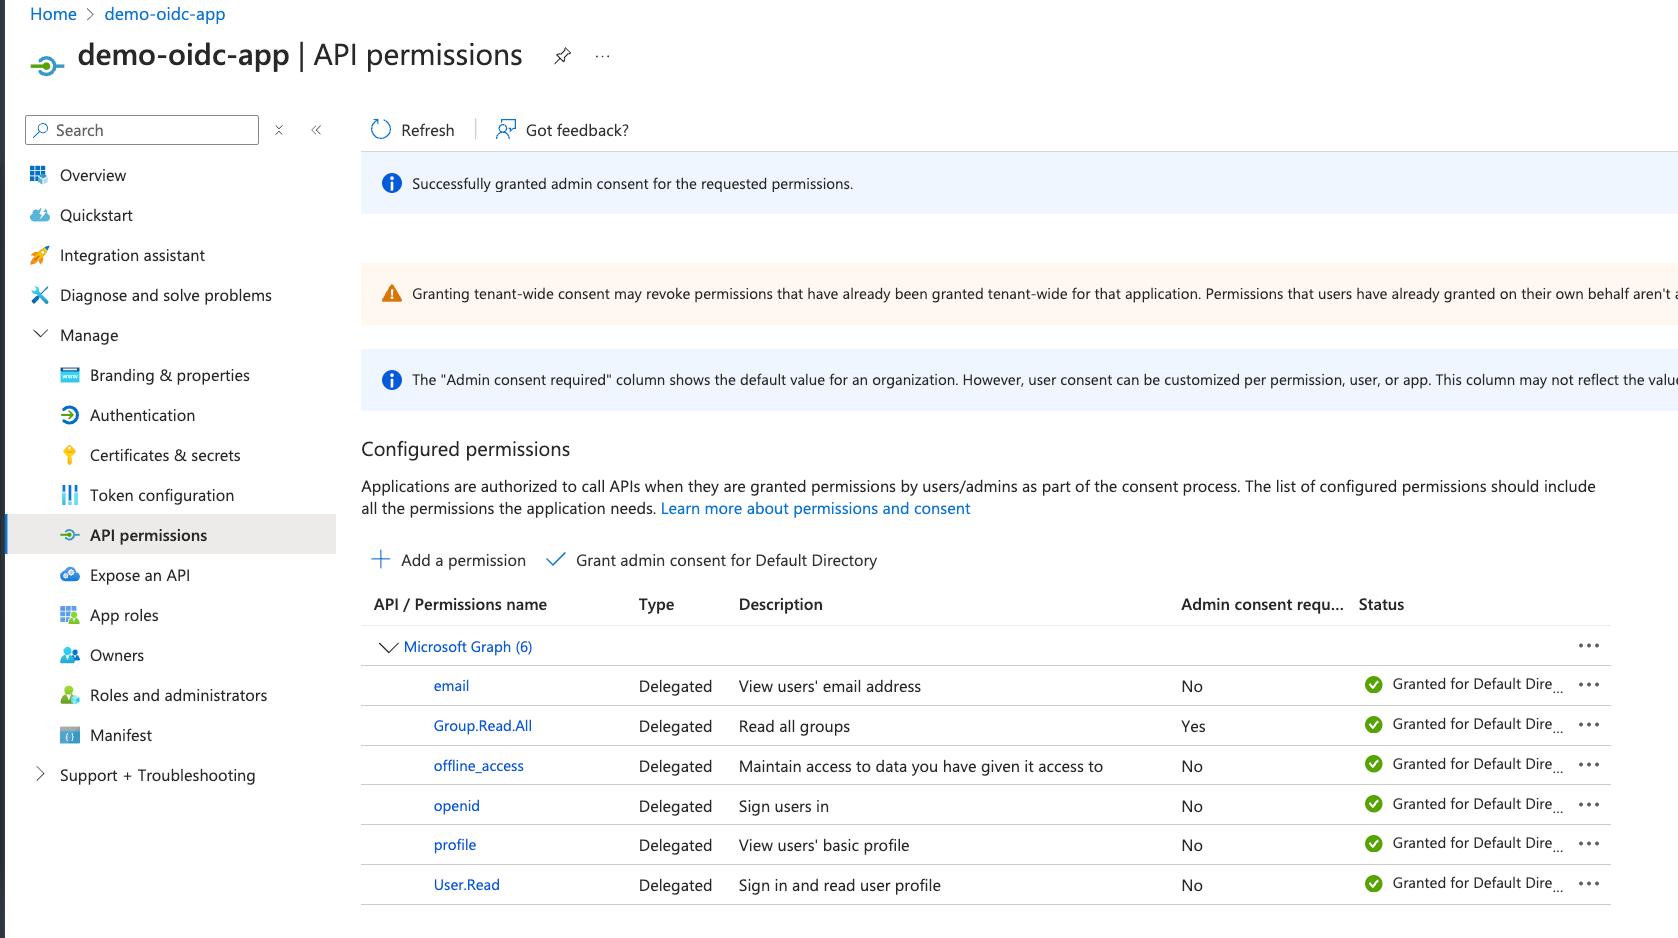 Home > demo-oidc-app
demo-oidc-app | API permissions
Search
Refresh
Got feedback?
Overview
Quickstart
Integration assistant
Diagnose and solve problems
Manage
Branding & properties
Authentication
Certificates & secrets
Token configuration
API permissions
Expose an API
App roles
Owners
Roles and administrators
Manifest
Support + Troubleshooting
Successfully granted admin consent for the requested permissions.
Granting tenant-wide consent may revoke permissions that have already been granted tenant-wide for that application. Permissions that users have already granted on their own behalf aren't a
The "Admin consent required" column shows the default value for an organization. However, user consent can be customized per permission, user, or app. This column may not reflect the value
Configured permissions
Applications are authorized to call APIs when they are granted permissions by users/admins as part of the consent process. The list of configured permissions should include
all the permissions the application needs. Learn more about permissions and consent
Add a permission Grant admin consent for Default Directory
API / Permissions name Type Description Admin consent requ... Status
Microsoft Graph (6)
email Delegated View users' email address No Granted for Default Dire...
Group.Read.All Delegated Read all groups Yes Granted for Default Dire...
offline_access Delegated Maintain access to data you have given it access to No Granted for Default Dire...
openid Delegated Sign users in No Granted for Default Dire...
profile Delegated View users' basic profile No Granted for Default Dire...
User.Read Delegated Sign in and read user profile No Granted for Default Dire...